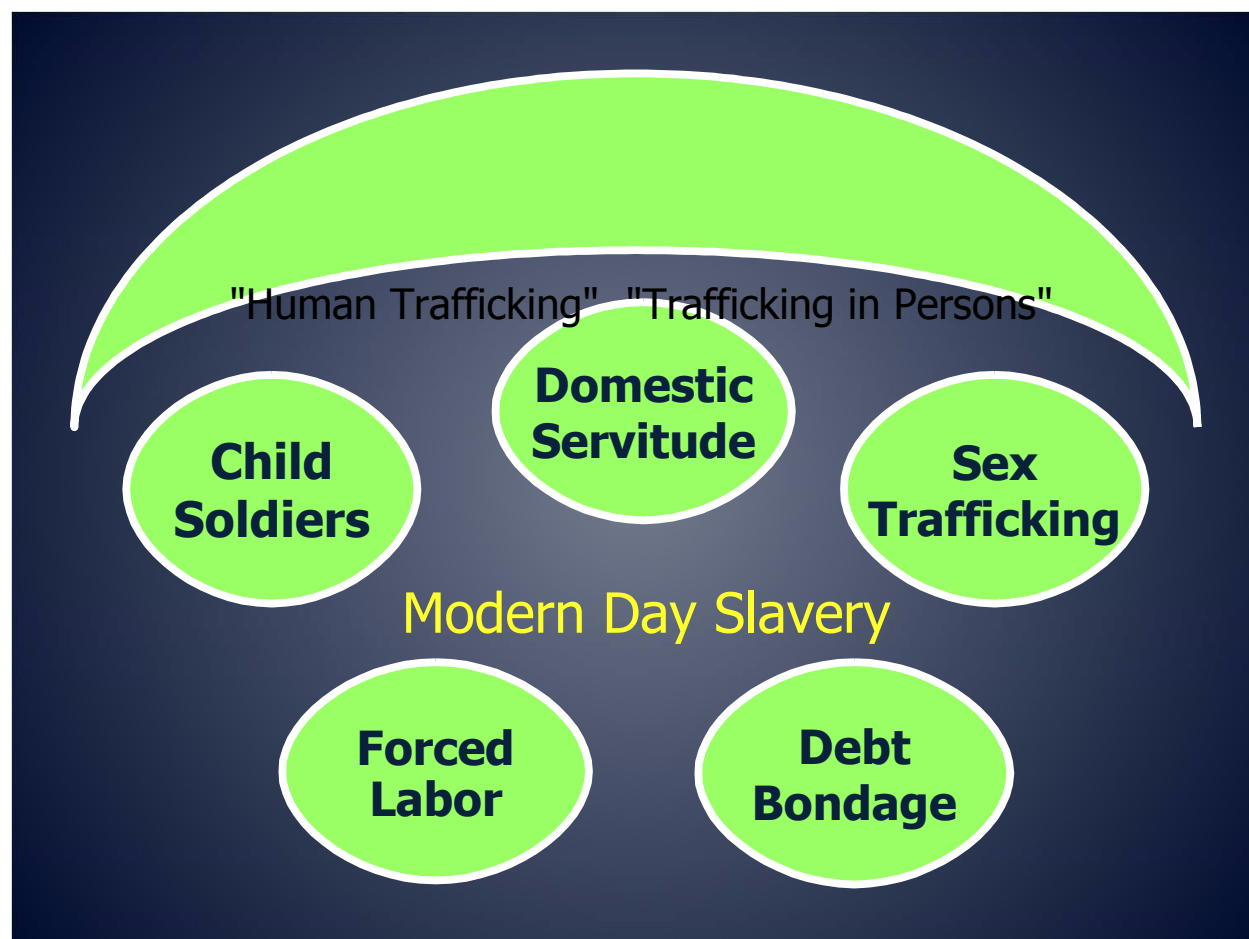 "Human Trafficking"  "Trafficking in Persons"
Domestic
Servitude
Child
Soldiers
Sex
Trafficking
Modern Day Slavery
Forced
Labor
Debt
Bondage